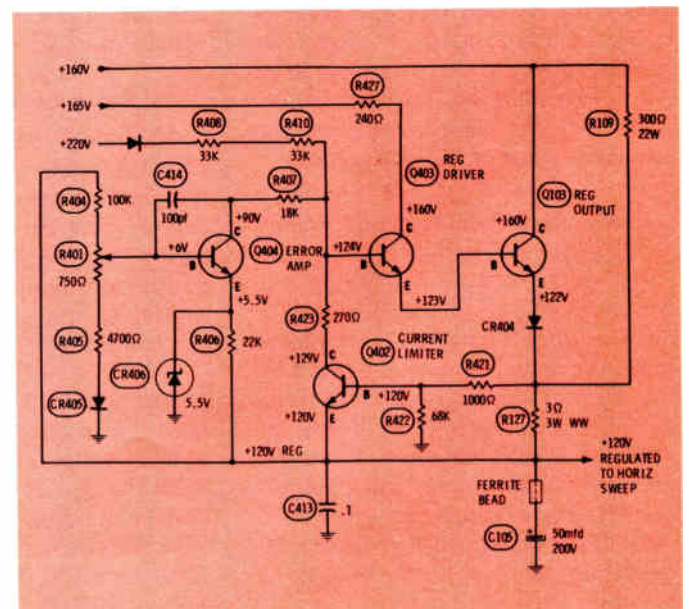 +160V
R427
+165V
240Ω
R109
300Ω
22W
R408
R410
+220V
33K
33K
C414
R407
Q403
REG
DRIVER
R404
100K
18K
Q103
REG
OUTPUT
100pf
+90V
+160V
+160V
C
C
C
R401
+6V
Q404
ERROR
AMP
+124V
B
B
B
750Ω
E
E
E
+5.5V
+123V
+122V
R423
270Ω
CR404
R405
4700Ω
R406
22K
Q402
CURRENT
LIMITER
+129V
C
R421
CR406
+120V
1000Ω
B
5.5V
R422
68K
R127
3Ω
3W WW
CR405
+120V
E
+120V REG
+120V
REGULATED
TO HORIZ
SWEEP
FERRITE
BEAD
C413
.1
C105
+
50mfd
200V